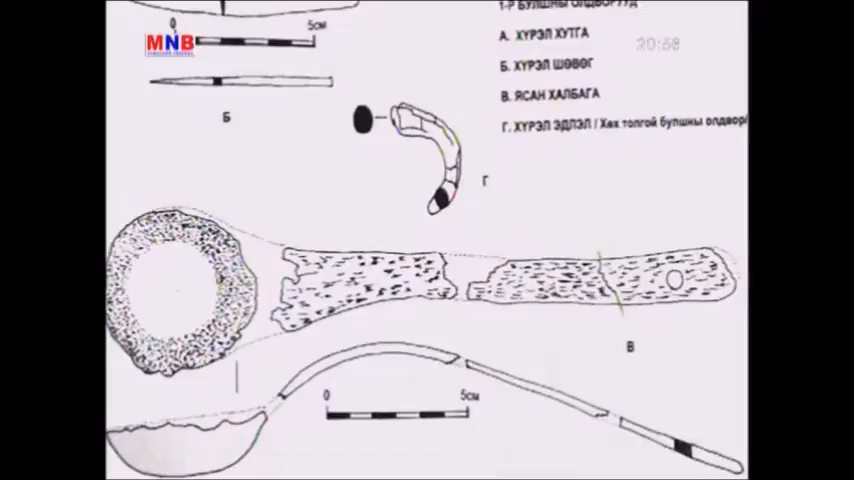 1-Р БУЛШНЫ ОЛДВОРУУД
0 5см
MNB
А. ХҮРЭЛ ХУТГА
20:58
Б. ХҮРЭЛ ШӨВӨГ
Б
В. ЯСАН ХАЛБАГА
Г. ХҮРЭЛ ЭДЛЭЛ / Хөх толгой булшны олдвор/
Г
В
0 5см